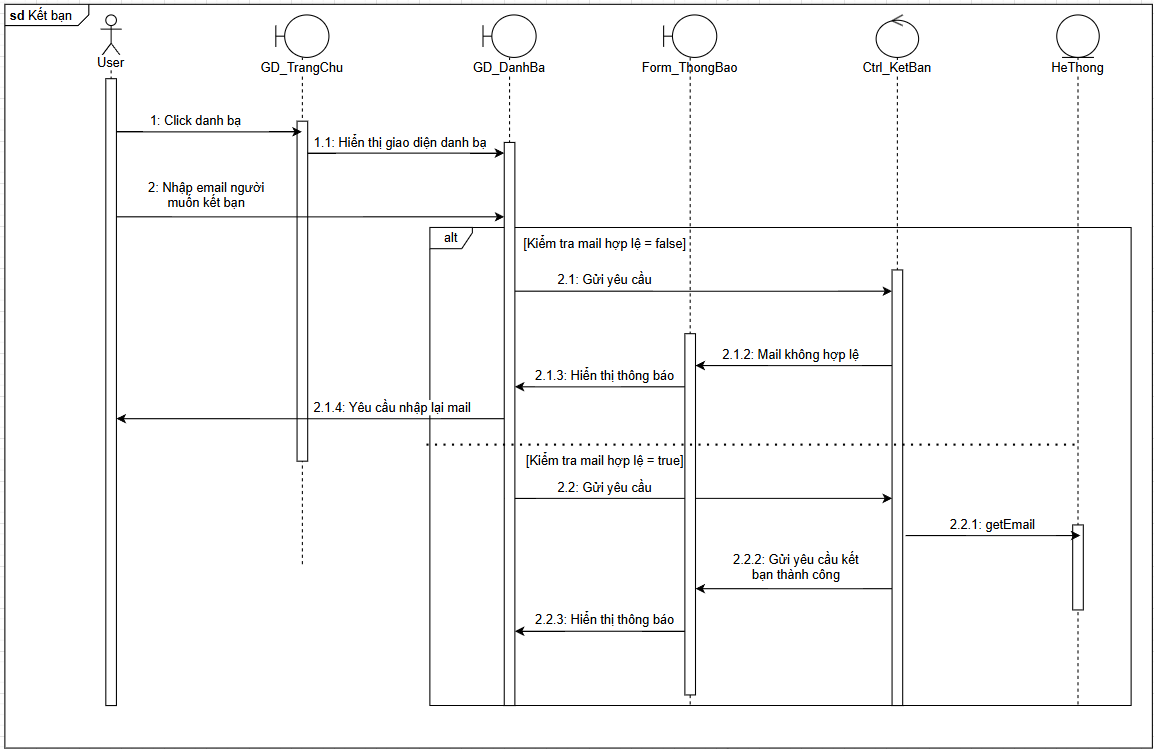 sd Kết bạn
User
GD_TrangChu
GD_DanhBa
Form_ThongBao
Ctrl_KetBan
HeThong
1: Click danh bạ
1.1: Hiển thị giao diện danh bạ
2: Nhập email người
muốn kết bạn
alt
[Kiểm tra mail hợp lệ = false]
2.1: Gửi yêu cầu
2.1.2: Mail không hợp lệ
2.1.3: Hiển thị thông báo
2.1.4: Yêu cầu nhập lại mail
[Kiểm tra mail hợp lệ = true]
2.2: Gửi yêu cầu
2.2.1: getEmail
2.2.2: Gửi yêu cầu kết
bạn thành công
2.2.3: Hiển thị thông báo